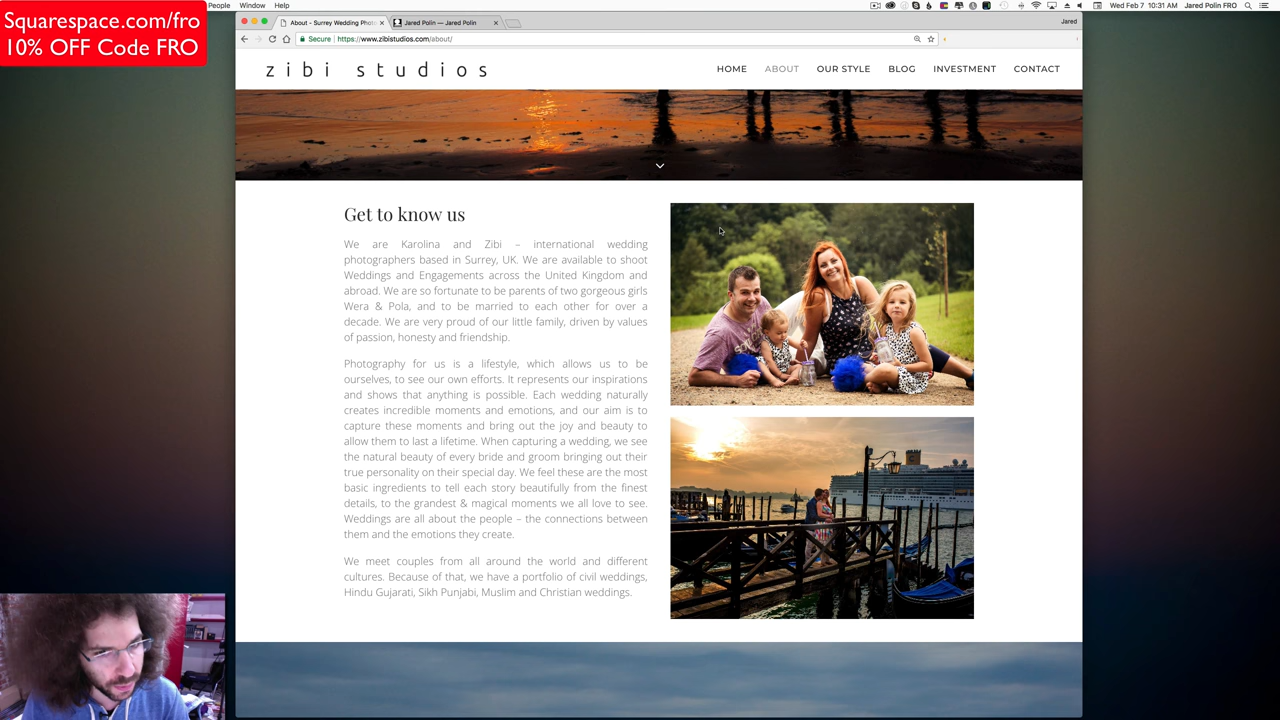 People Window Help
Wed Feb 7 10:31 AM Jared Polin FRO
Squarespace.com/fro
10% OFF Code FRO
About - Surrey Wedding Photo
Jared Polin — Jared Polin
Jared
Secure https://www.zibistudios.com/about/
zibi studios
HOME ABOUT OUR STYLE BLOG INVESTMENT CONTACT
Get to know us
We are Karolina and Zibi – international wedding
photographers based in Surrey, UK. We are available to shoot
Weddings and Engagements across the United Kingdom and
abroad. We are so fortunate to be parents of two gorgeous girls
Wera & Pola, and to be married to each other for over a
decade. We are very proud of our little family, driven by values
of passion, honesty and friendship.
Photography for us is a lifestyle, which allows us to be
ourselves, to see our own efforts. It represents our inspirations
and shows that anything is possible. Each wedding naturally
creates incredible moments and emotions, and our aim is to
capture these moments and bring out the joy and beauty to
allow them to last a lifetime. When capturing a wedding, we see
the natural beauty of every bride and groom bringing out their
true personality on their special day. We feel these are the most
basic ingredients to tell each story beautifully from the finest
details, to the grandest & magical moments we all love to see.
Weddings are all about the people – the connections between
them and the emotions they create.
We meet couples from all around the world and different
cultures. Because of that, we have a portfolio of civil weddings,
Hindu Gujarati, Sikh Punjabi, Muslim and Christian weddings.